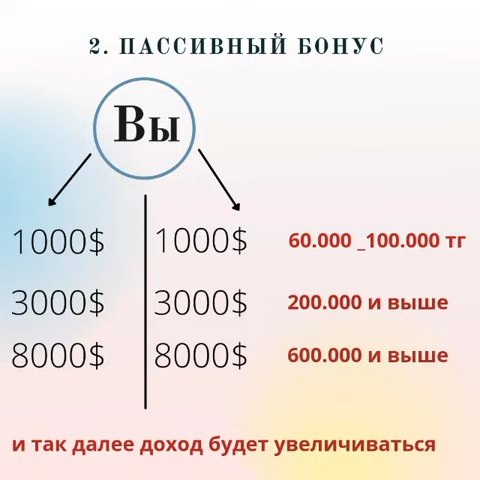 2. ПАССИВНЫЙ БОНУС
Вы
1000$ 1000$ 60.000 _100.000 тг
3000$ 3000$ 200.000 и выше
8000$ 8000$ 600.000 и выше
и так далее доход будет увеличиваться